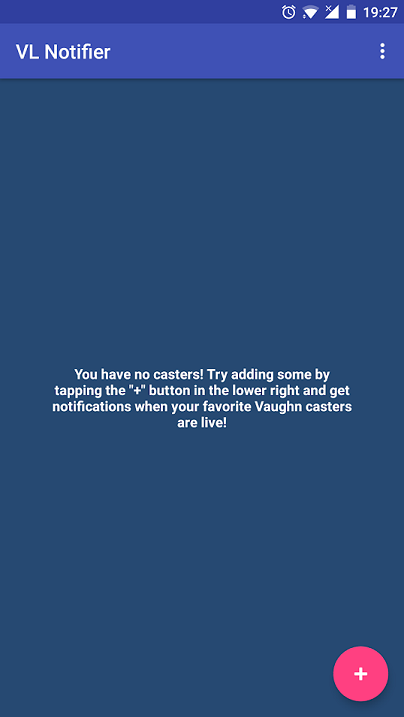 19:27
VL Notifier
You have no casters! Try adding some by
tapping the "+" button in the lower right and get
notifications when your favorite Vaughn casters
are live!
+